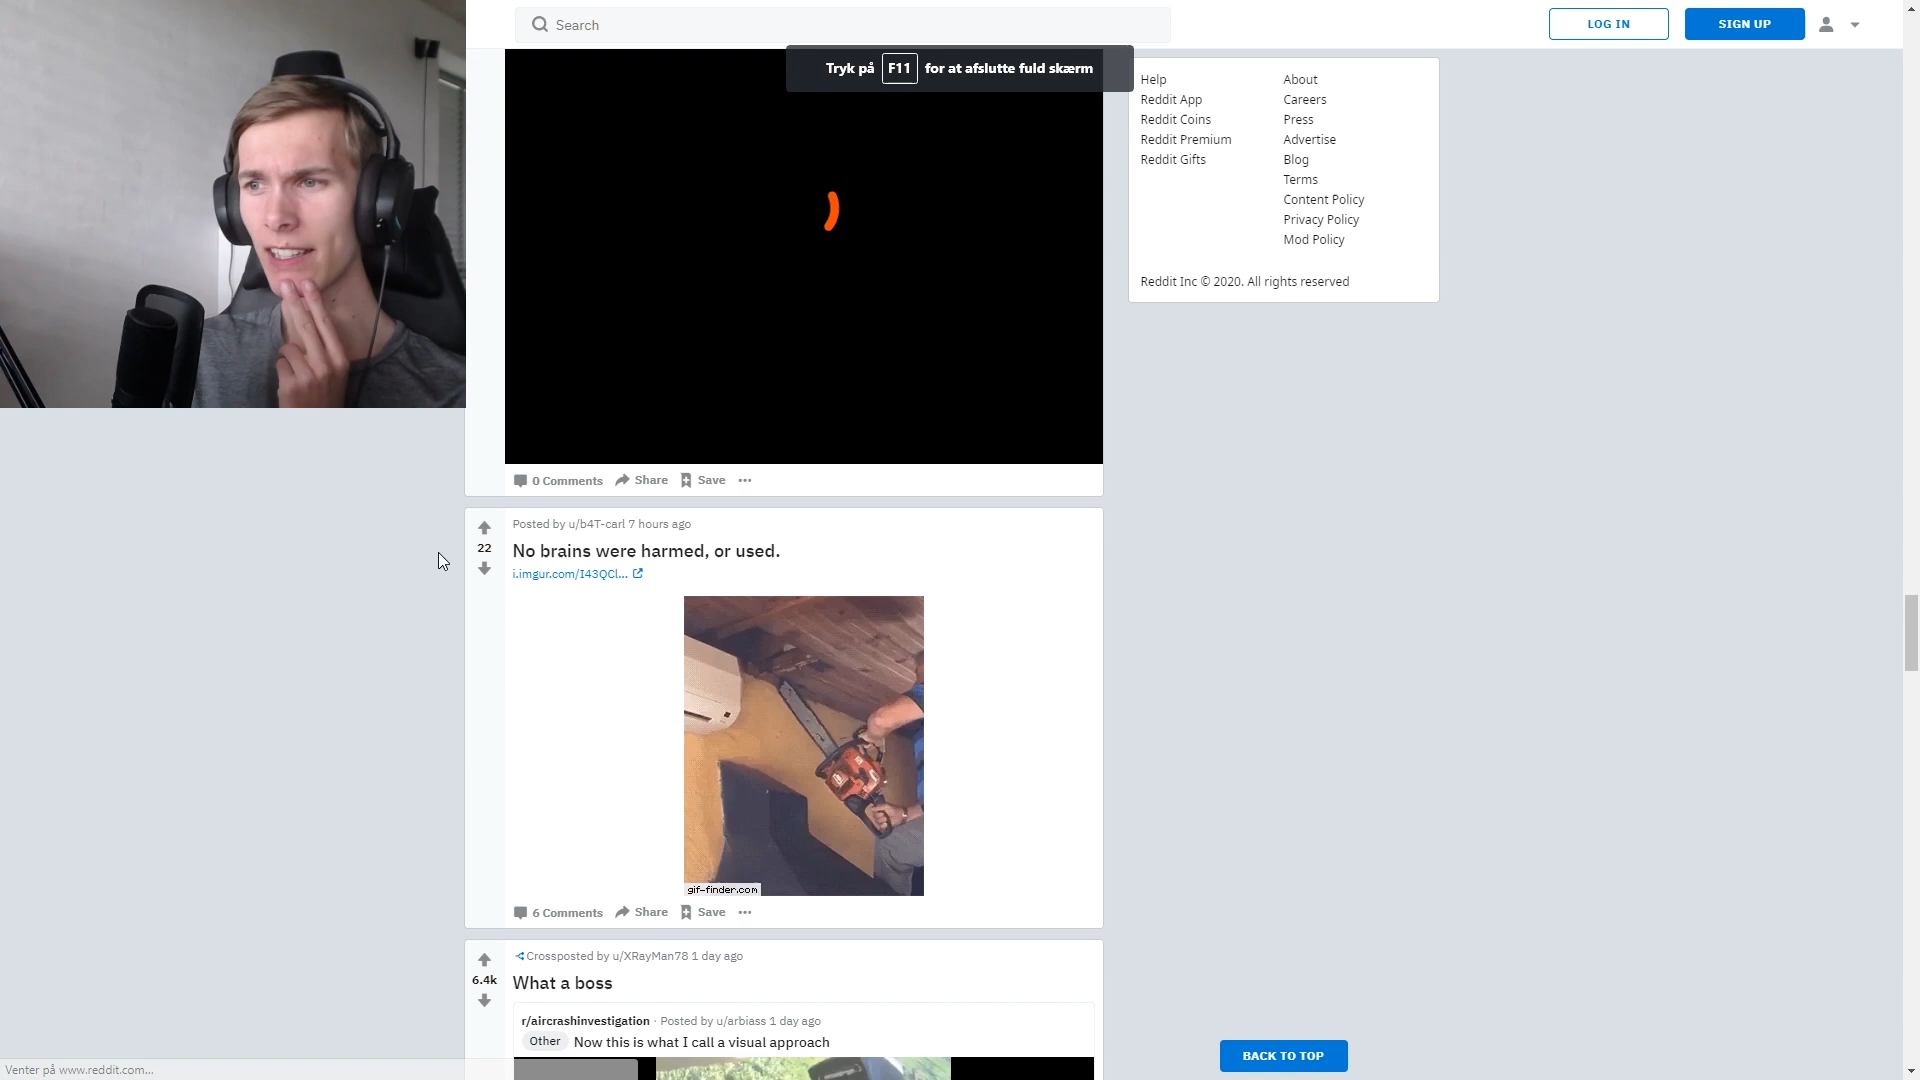 Search
LOG IN
SIGN UP
Tryk på F11 for at afslutte fuld skærm
Help
About
Reddit App
Careers
Reddit Coins
Press
Reddit Premium
Advertise
Reddit Gifts
Blog
Terms
Content Policy
Privacy Policy
Mod Policy
Reddit Inc © 2020. All rights reserved
0 Comments Share Save
Posted by u/b4T-carl 7 hours ago
22
No brains were harmed, or used.
i.imgur.com/I43QCl...
gif-finder.com
6 Comments Share Save
Crossposted by u/XRayMan78 1 day ago
6.4k
What a boss
r/aircrashinvestigation · Posted by u/arbiass 1 day ago
Other Now this is what I call a visual approach
BACK TO TOP
Venter på www.reddit.com...